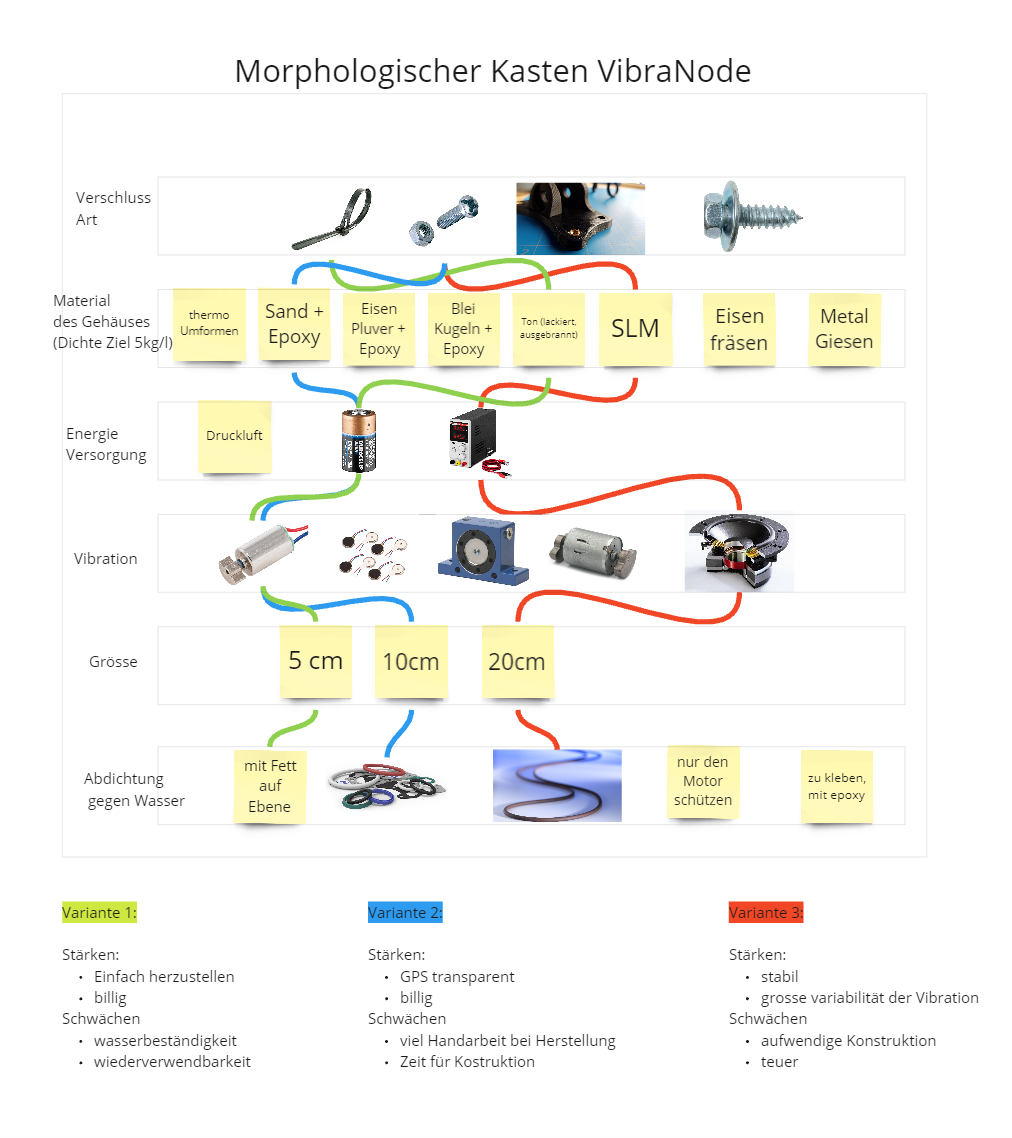 Morphologischer Kasten VibraNode
Verschluss
Art
Material
des Gehäuses
(Dichte Ziel 5kg/l)
thermo
Umformen
Sand +
Epoxy
Eisen
Pluver +
Epoxy
Blei
Kugeln +
Epoxy
Ton (lackiert,
ausgebrannt)
SLM
Eisen
fräsen
Metal
Giesen
Energie
Versorgung
Druckluft
Vibration
Grösse
5 cm
10cm
20cm
Abdichtung
gegen Wasser
mit Fett
auf
Ebene
nur den
Motor
schützen
zu kleben,
mit epoxy
Variante 1:
Stärken:
• Einfach herzustellen
• billig
Schwächen
• wasserbeständigkeit
• wiederverwendbarkeit
Variante 2:
Stärken:
• GPS transparent
• billig
Schwächen
• viel Handarbeit bei Herstellung
• Zeit für Kostruktion
Variante 3:
Stärken:
• stabil
• grosse variabilität der Vibration
Schwächen
• aufwendige Konstruktion
• teuer